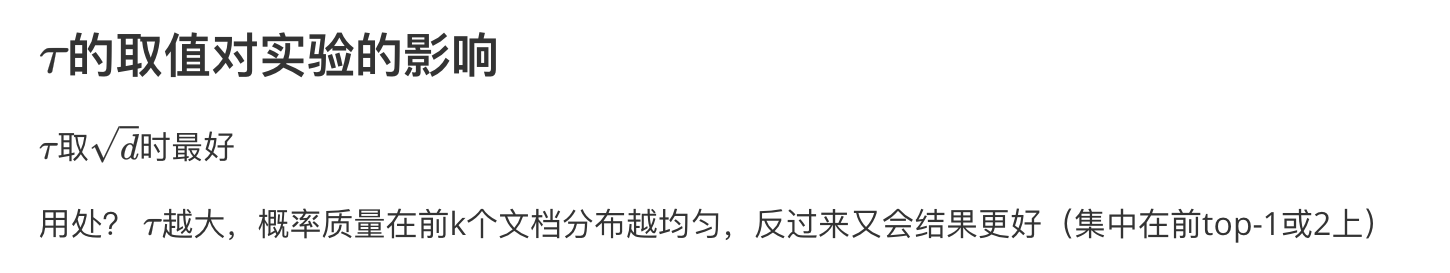 τ的取值对实验的影响
τ取√d时最好
用处？ τ越大，概率质量在前k个文档分布越均匀，反过来又会结果更好（集中在前top-1或2上）